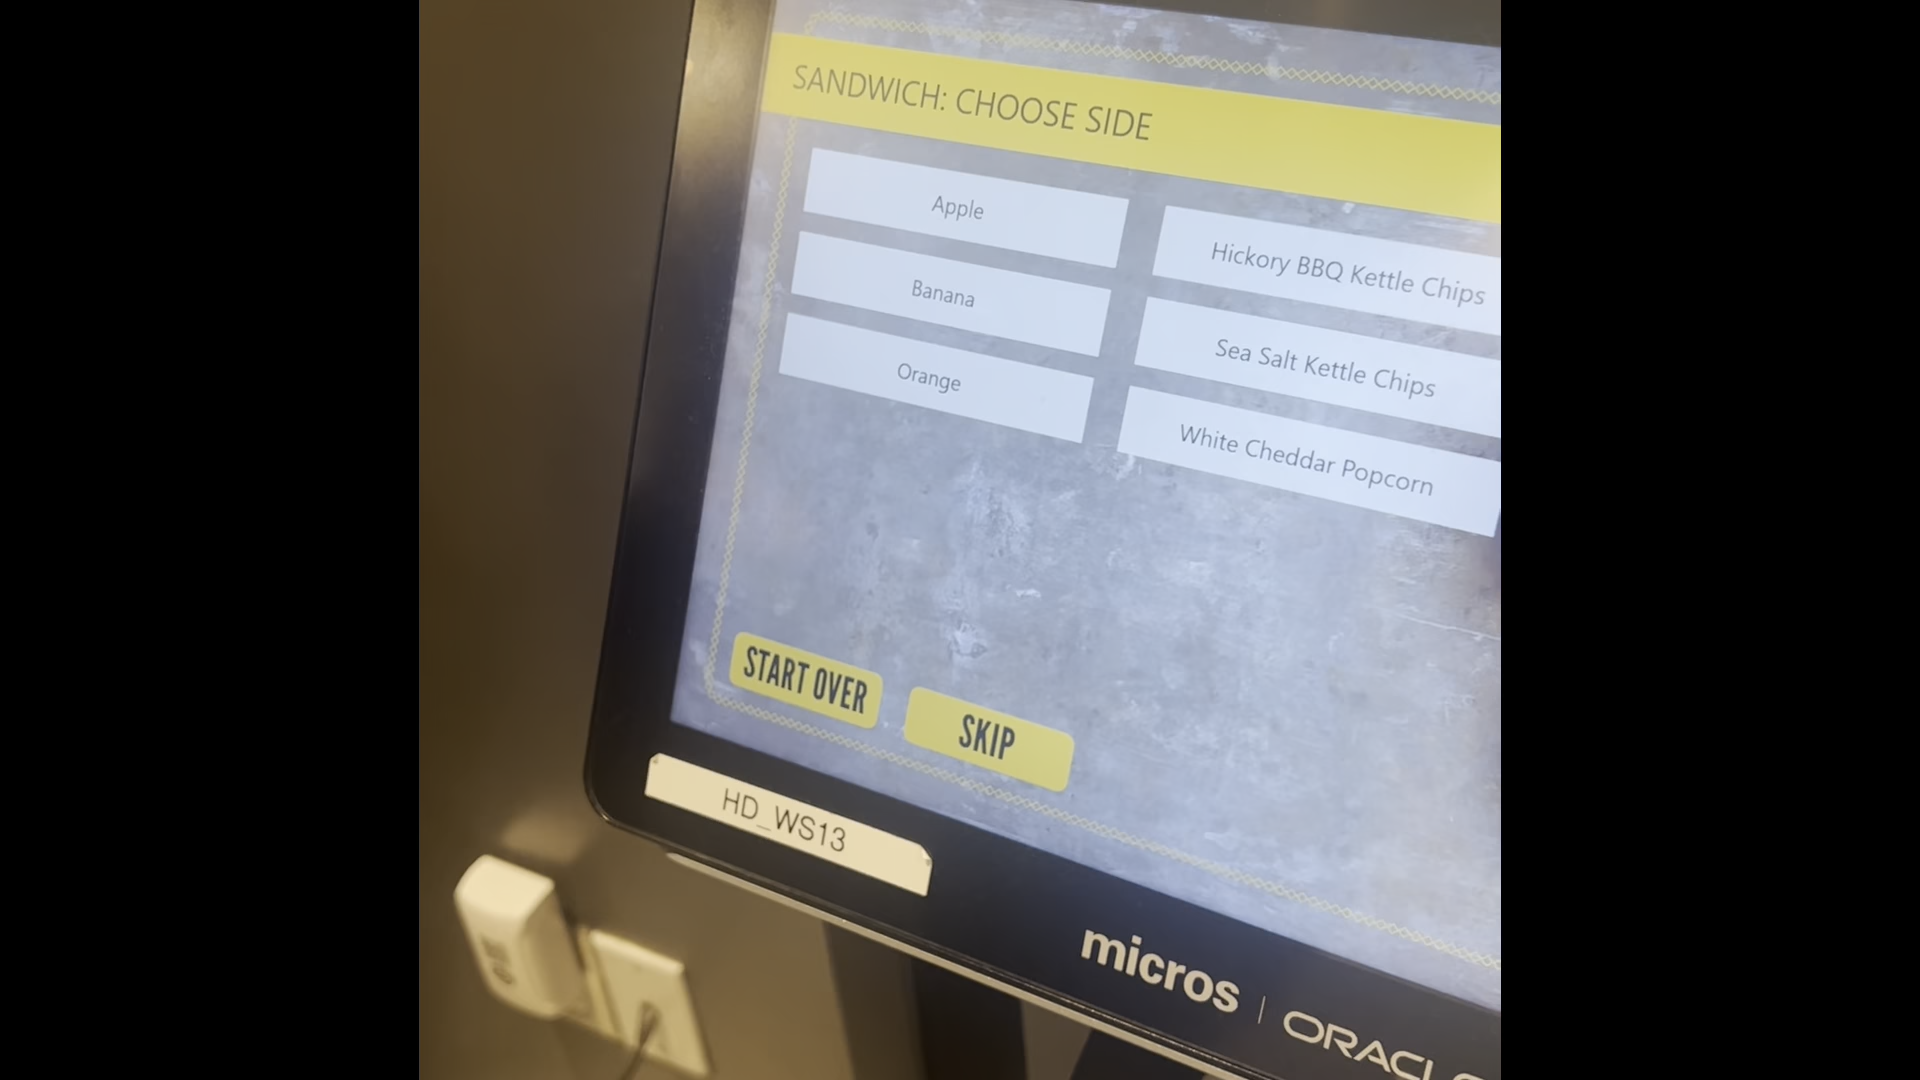 SANDWICH: CHOOSE SIDE
Apple
Banana
Orange
Hickory BBQ Kettle Chips
Sea Salt Kettle Chips
White Cheddar Popcorn
START OVER
SKIP
HD_WS13
micros | ORACLE